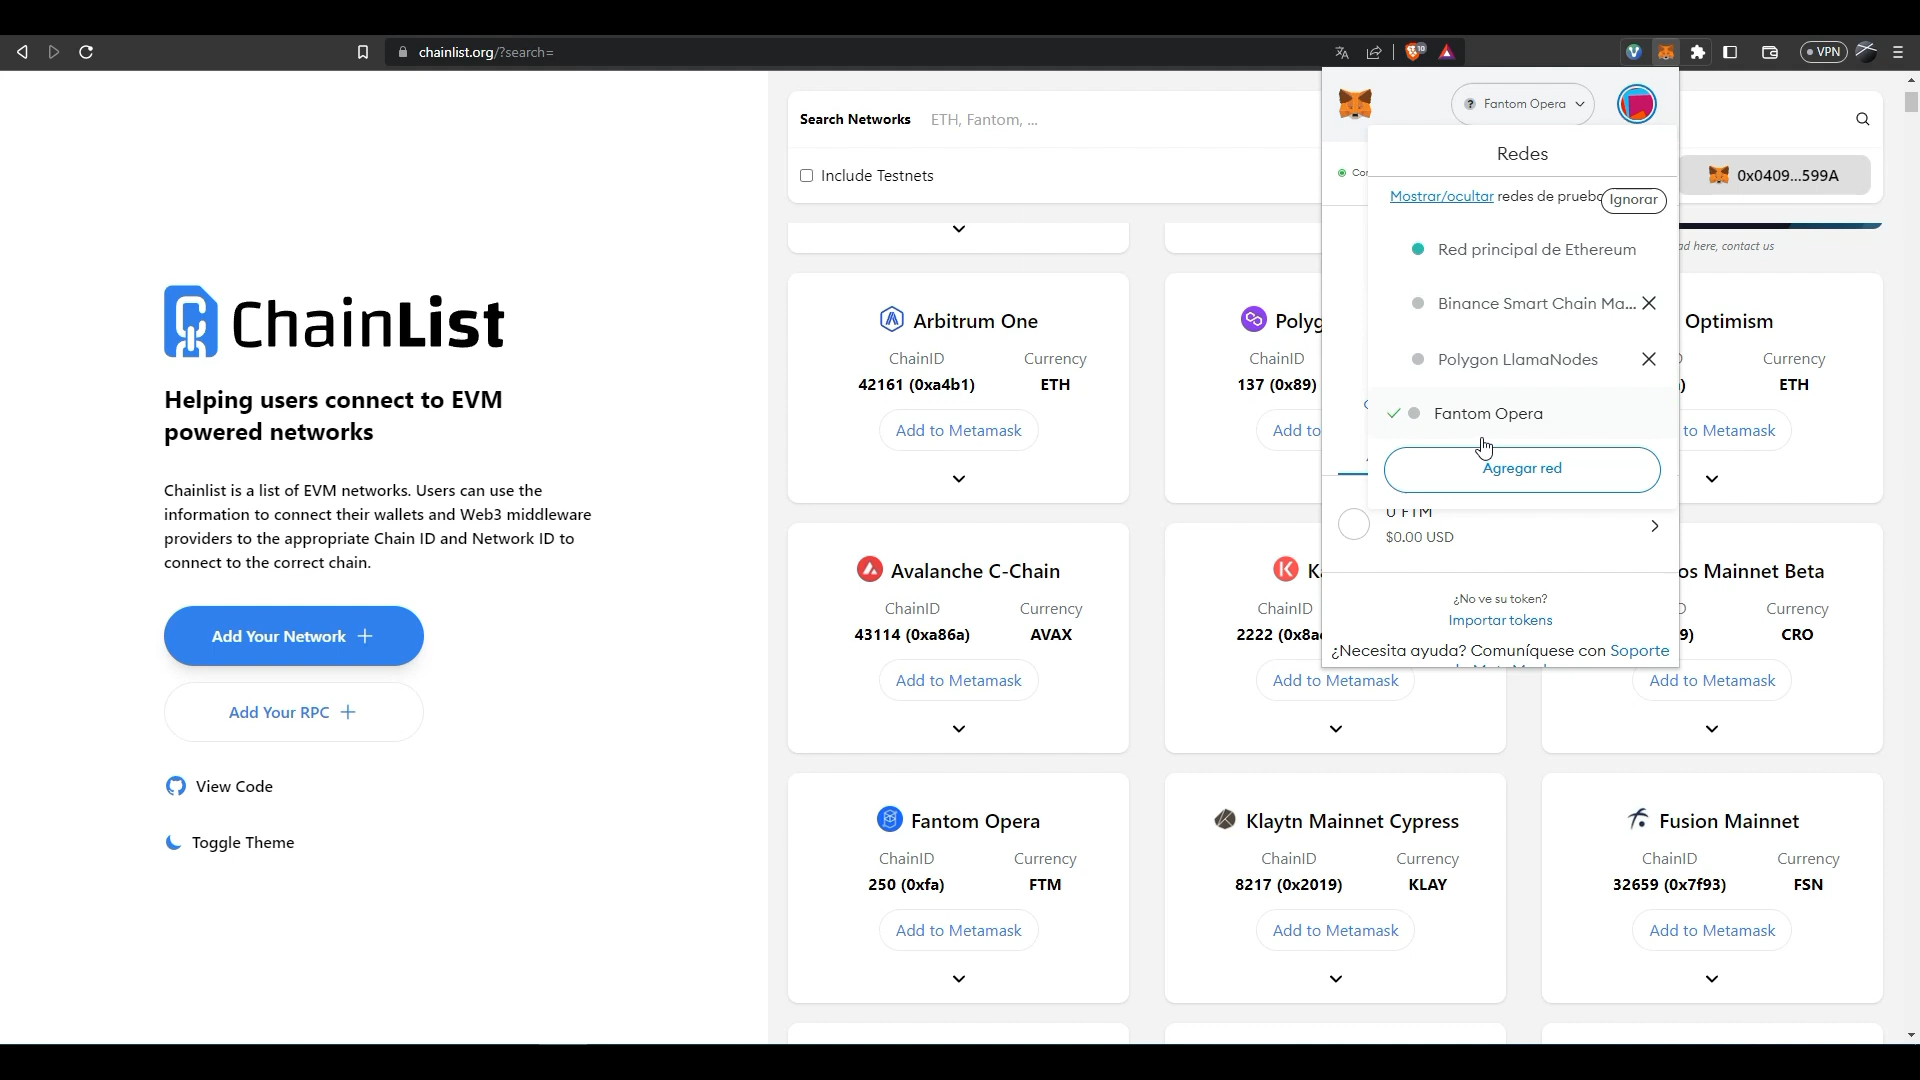 chainlist.org/?search=
10
VPN
ChainList
Helping users connect to EVM
powered networks
Chainlist is a list of EVM networks. Users can use the
information to connect their wallets and Web3 middleware
providers to the appropriate Chain ID and Network ID to
connect to the correct chain.
Add Your Network
Add Your RPC
View Code
Toggle Theme
Search Networks ETH, Fantom, ...
Include Testnets
0x0409...599A
ad here, contact us
Arbitrum One
ChainID Currency
42161 (0xa4b1) ETH
Add to Metamask
Polyg
ChainID
137 (0x89)
Add to
Optimism
Currency
ETH
to Metamask
Avalanche C-Chain
ChainID Currency
43114 (0xa86a) AVAX
Add to Metamask
K
ChainID
2222 (0x8a
Add to Metamask
os Mainnet Beta
Currency
9) CRO
Add to Metamask
Fantom Opera
ChainID Currency
250 (0xfa) FTM
Add to Metamask
Klaytn Mainnet Cypress
ChainID Currency
8217 (0x2019) KLAY
Add to Metamask
Fusion Mainnet
ChainID Currency
32659 (0x7f93) FSN
Add to Metamask
Fantom Opera
Redes
Mostrar/ocultar redes de prueba
Ignorar
Red principal de Ethereum
Binance Smart Chain Ma...
Polygon LlamaNodes
Fantom Opera
Agregar red
0 FTM
$0.00 USD
¿No ve su token?
Importar tokens
¿Necesita ayuda? Comuníquese con Soporte